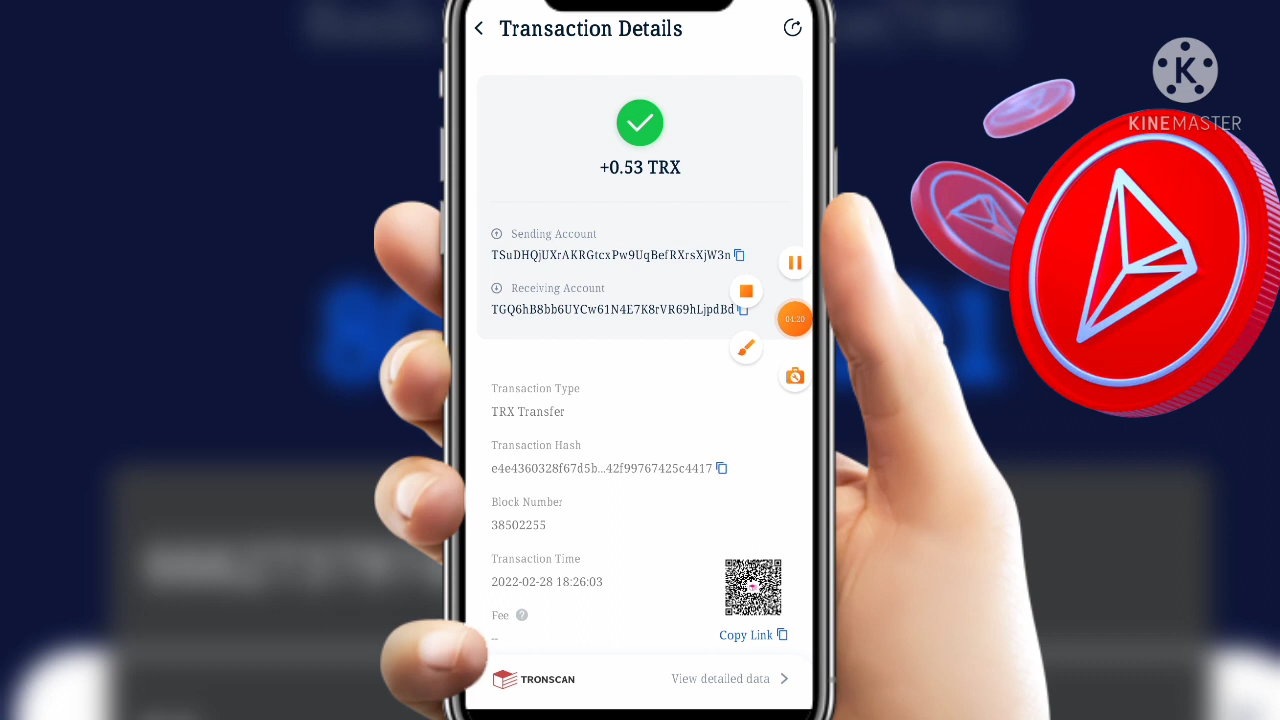 Transaction Details
+0.53 TRX
Sending Account
TSuDHQjUXrAKRGtcxPw9UqBefRXrsXjW3n
Receiving Account
TGQ6hB8bb6UYCw61N4E7K8rVR69hLjpdBd
04:20
Transaction Type
TRX Transfer
Transaction Hash
e4e4360328f67d5b...42f99767425c4417
Block Number
38502255
Transaction Time
2022-02-28 18:26:03
Fee ?
--
Copy Link
TRONSCAN
View detailed data
K
KINEMASTER